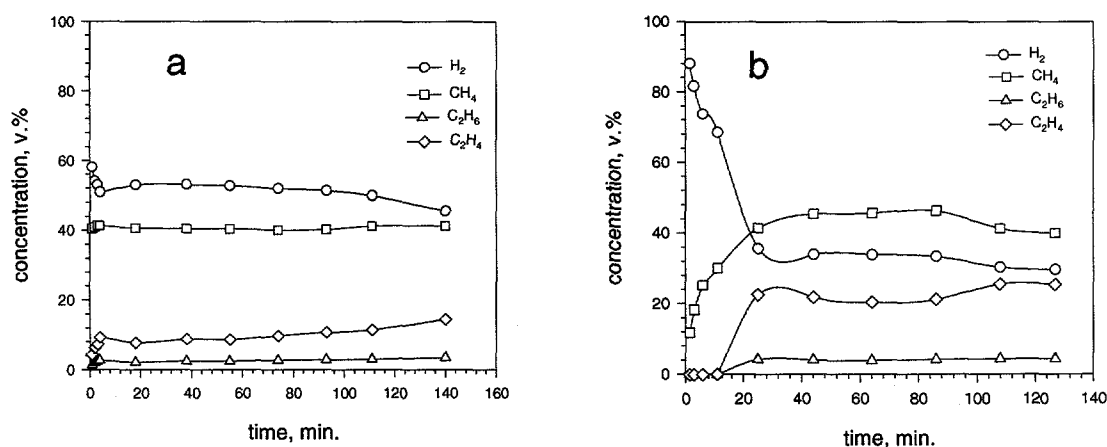 a
concentration, v.%
100
80
60
40
20
0
0 20 40 60 80 100 120 140 160
time, min.
H₂
CH₄
C₂H₆
C₂H₄
b
concentration, v.%
100
80
60
40
20
0
0 20 40 60 80 100 120 140
time, min.
H₂
CH₄
C₂H₆
C₂H₄